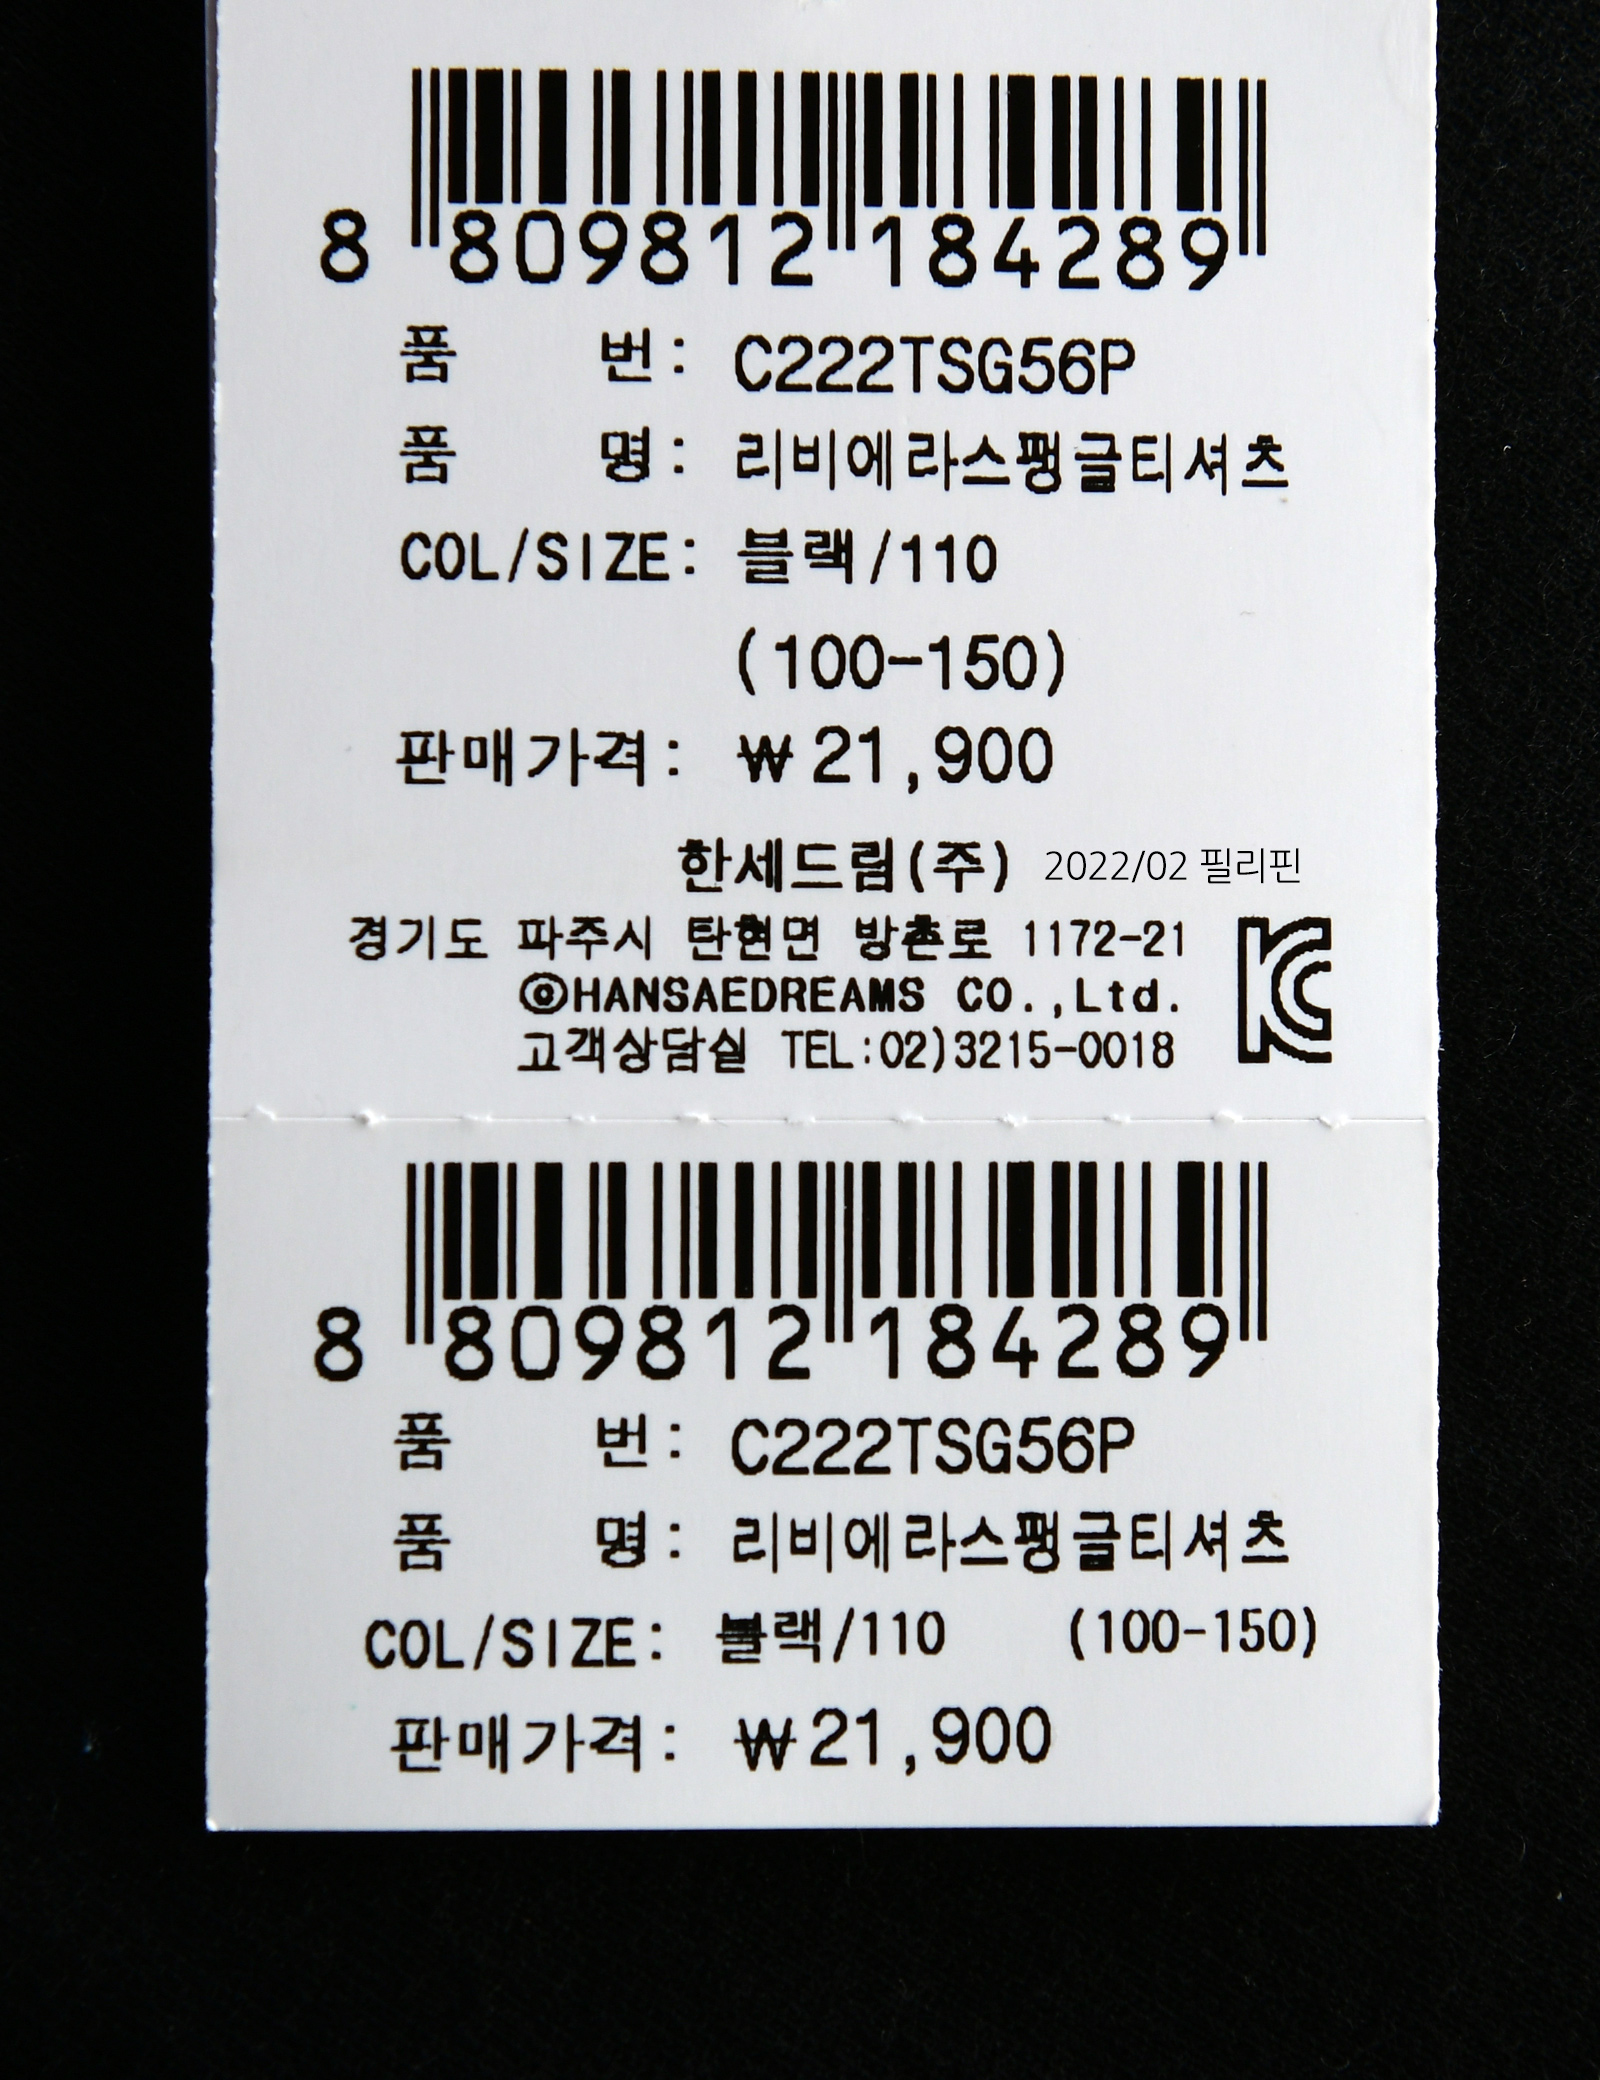 8 809812 184289
품 번: C222TSG56P
품 명: 리비에라스팽글티셔츠
COL/SIZE: 블랙/110
(100-150)
판매가격: ₩21,900
한세드림(주) 2022/02 필리핀
경기도 파주시 탄현면 방촌로 1172-21
©HANSAEDREAMS CO.,Ltd.
고객상담실 TEL:02)3215-0018
KC
8 809812 184289
품 번: C222TSG56P
품 명: 리비에라스팽글티셔츠
COL/SIZE: 블랙/110 (100-150)
판매가격: ₩21,900